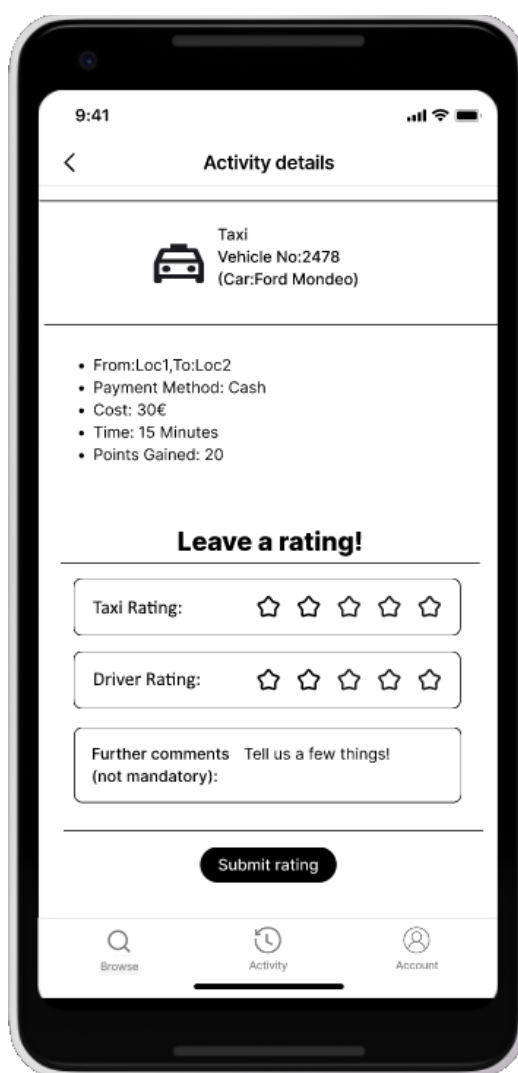 9:41
Activity details
Taxi
Vehicle No:2478
(Car:Ford Mondeo)
• From:Loc1,To:Loc2
• Payment Method: Cash
• Cost: 30€
• Time: 15 Minutes
• Points Gained: 20
Leave a rating!
Taxi Rating:
Driver Rating:
Further comments Tell us a few things!
(not mandatory):
Submit rating
Browse Activity Account